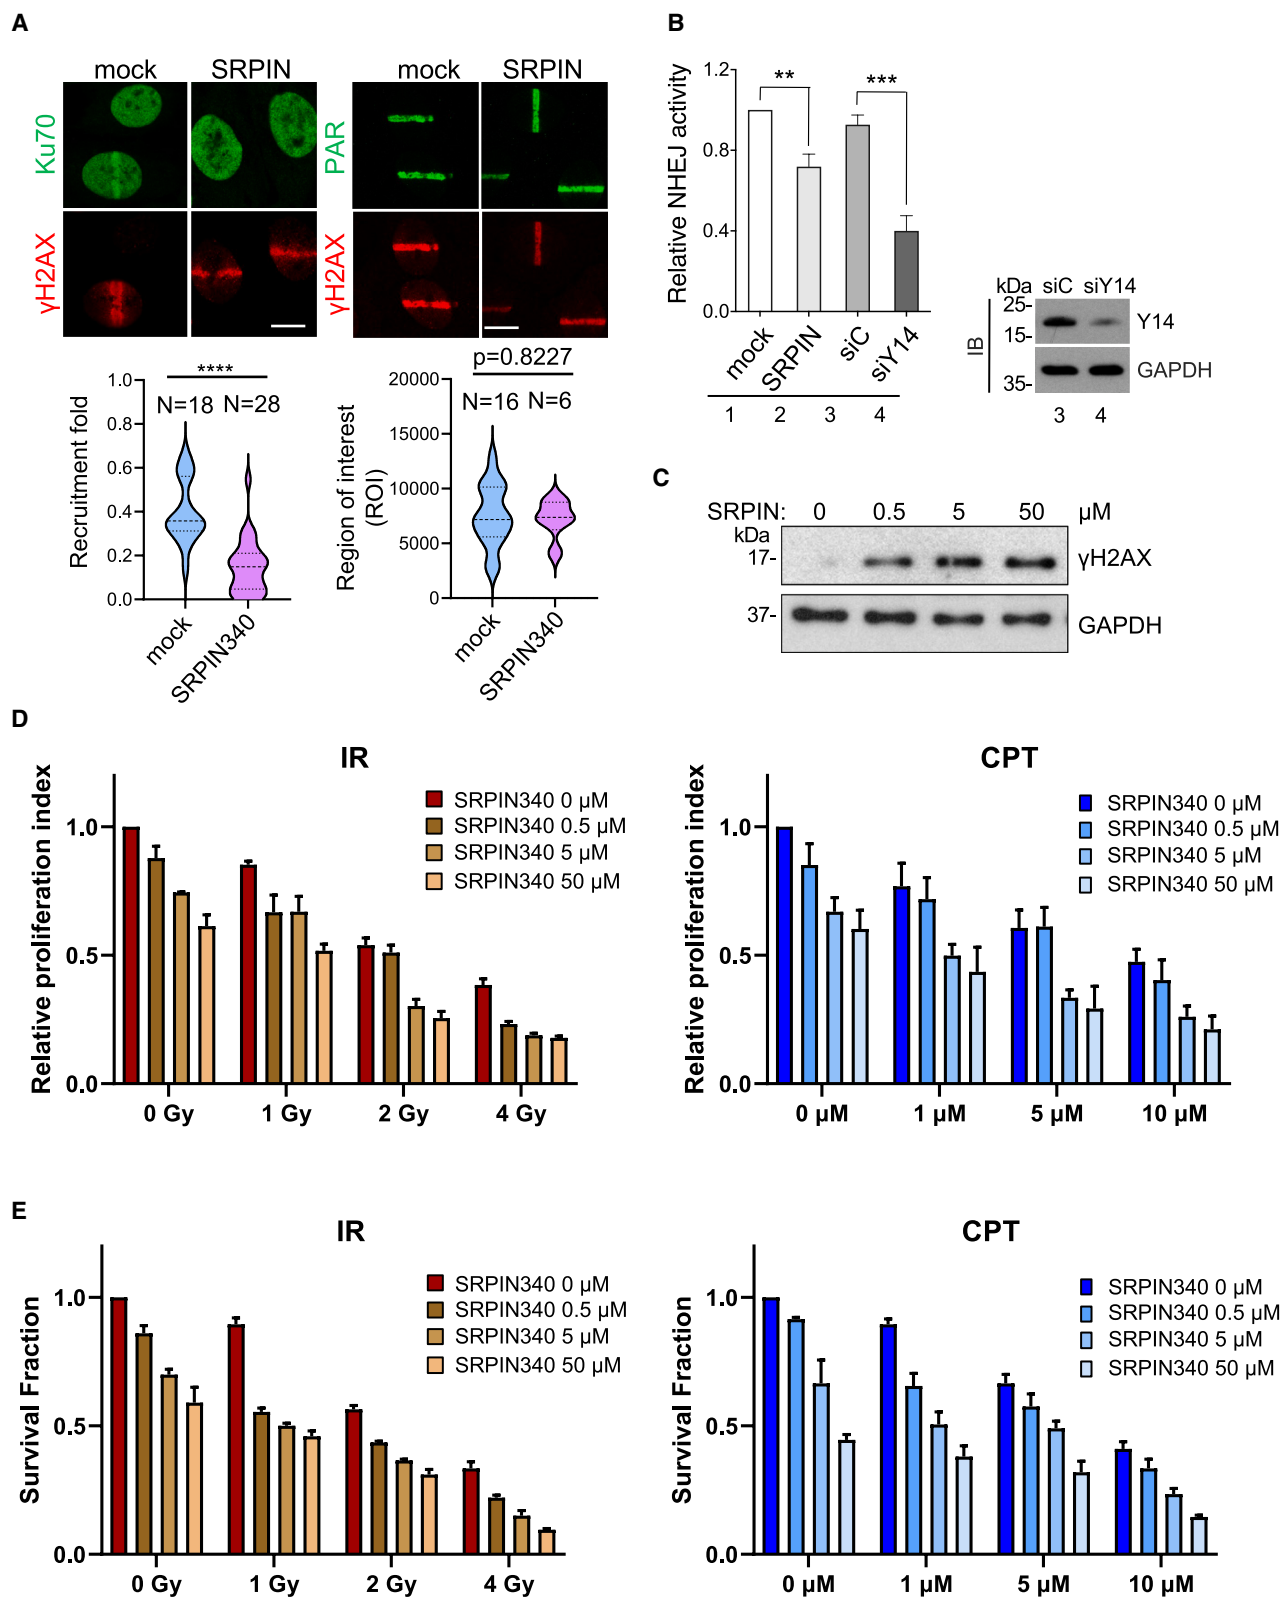 A
mock SRPIN
mock SRPIN
Ku70
γH2AX
PAR
γH2AX
****
N=18 N=28
Recruitment fold
1.0
0.8
0.6
0.4
0.2
0.0
mock
SRPIN340
p=0.8227
N=16 N=6
Region of interest
(ROI)
20000
15000
10000
5000
0
mock
SRPIN340
B
Relative NHEJ activity
1.2
0.8
0.4
0.0
** ***
mock
SRPIN
siC
siY14
1 2 3 4
kDa siC siY14
25-
15-
35-
IB
Y14
GAPDH
3 4
C
SRPIN: 0 0.5 5 50 μM
kDa
17-
γH2AX
37-
GAPDH
D
IR
Relative proliferation index
1.0
0.5
0.0
SRPIN340 0 μM
SRPIN340 0.5 μM
SRPIN340 5 μM
SRPIN340 50 μM
0 Gy 1 Gy 2 Gy 4 Gy
CPT
Relative proliferation index
1.0
0.5
0.0
SRPIN340 0 μM
SRPIN340 0.5 μM
SRPIN340 5 μM
SRPIN340 50 μM
0 μM 1 μM 5 μM 10 μM
E
IR
Survival Fraction
1.0
0.5
0.0
SRPIN340 0 μM
SRPIN340 0.5 μM
SRPIN340 5 μM
SRPIN340 50 μM
0 Gy 1 Gy 2 Gy 4 Gy
CPT
Survival Fraction
1.0
0.5
0.0
SRPIN340 0 μM
SRPIN340 0.5 μM
SRPIN340 5 μM
SRPIN340 50 μM
0 μM 1 μM 5 μM 10 μM